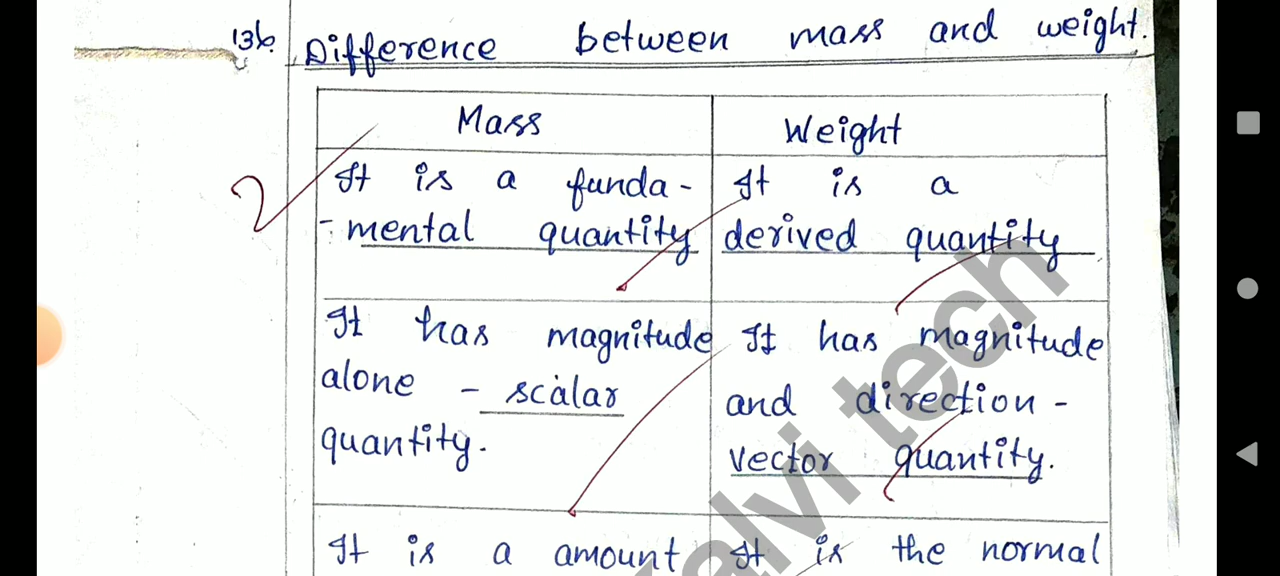 13b. Difference between mass and weight.
Mass
Weight
It is a funda -
- mental quantity
It is a
derived quantity
It has magnitude
alone - scalar
quantity.
It has magnitude
and direction -
vector quantity.
It is a amount
It is the normal
2
alvi tech